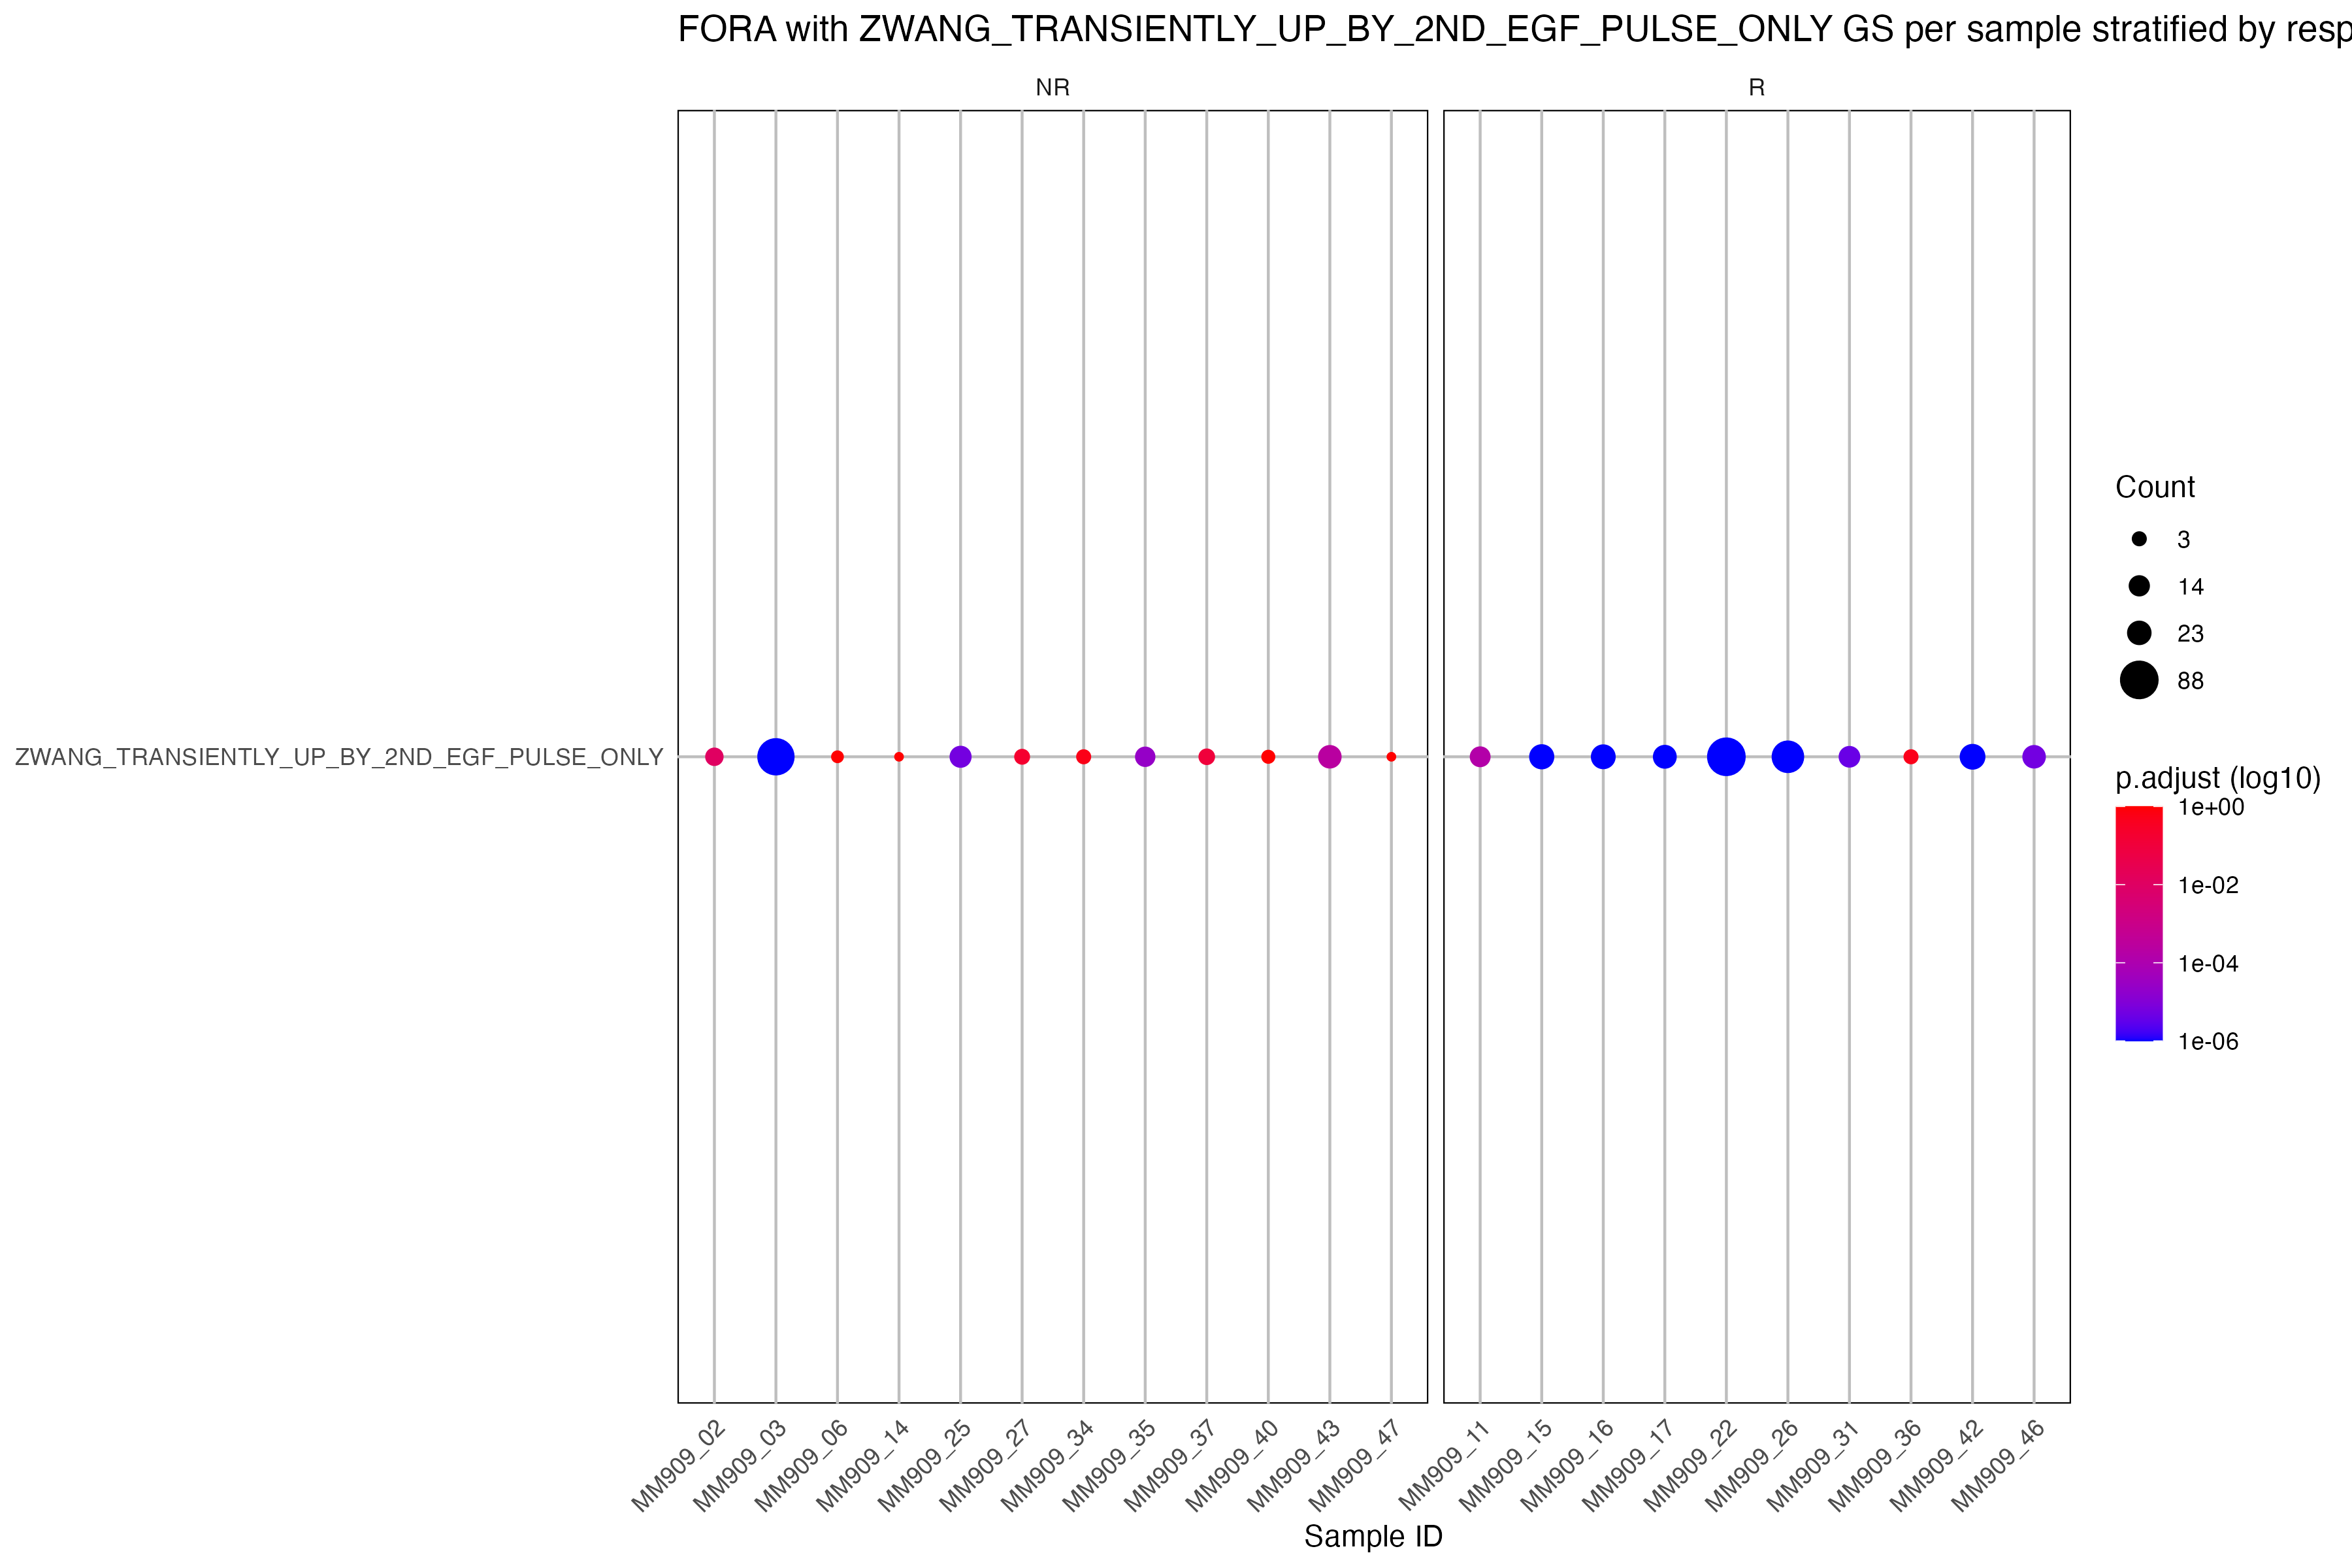 FORA with ZWANG_TRANSIENTLY_UP_BY_2ND_EGF_PULSE_ONLY GS per sample stratified by resp
NR
R
ZWANG_TRANSIENTLY_UP_BY_2ND_EGF_PULSE_ONLY
Count
3
14
23
88
p.adjust (log10)
1e+00
1e-02
1e-04
1e-06
MM909_02
MM909_03
MM909_06
MM909_14
MM909_25
MM909_27
MM909_34
MM909_35
MM909_37
MM909_40
MM909_43
MM909_47
MM909_11
MM909_15
MM909_16
MM909_17
MM909_22
MM909_26
MM909_31
MM909_36
MM909_42
MM909_46
Sample ID